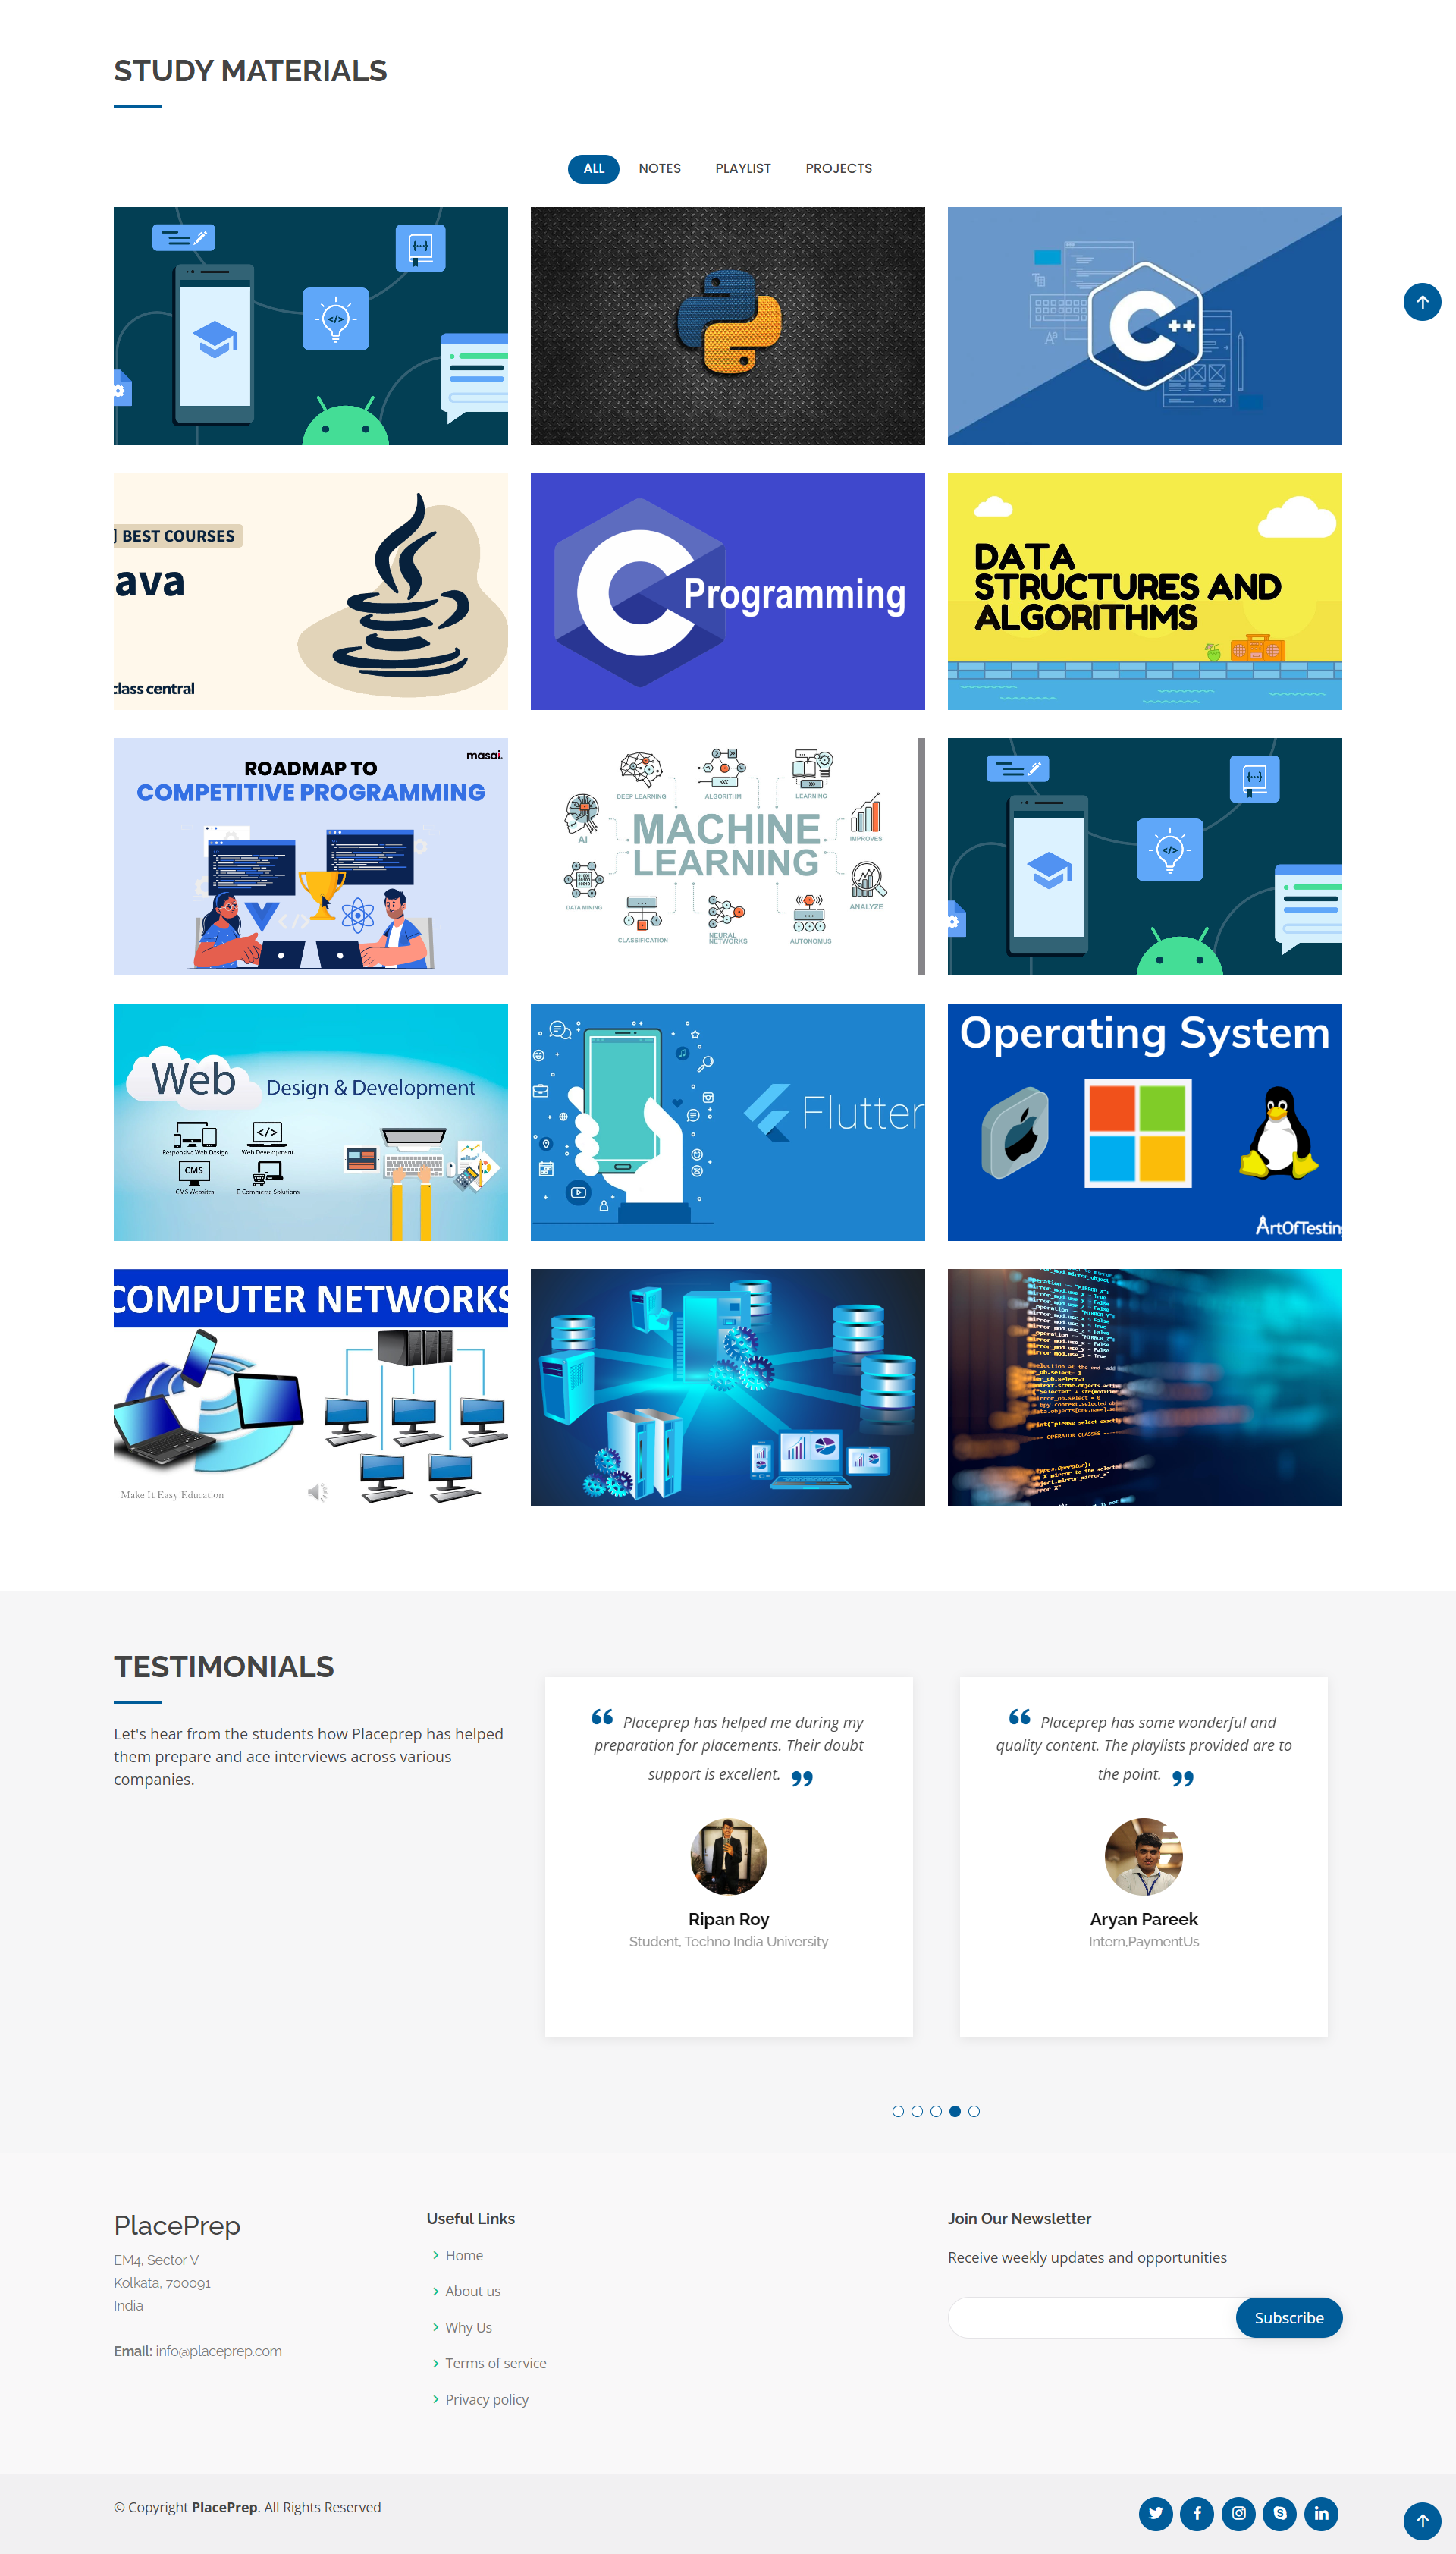 STUDY MATERIALS
ALL
NOTES
PLAYLIST
PROJECTS
{...}
</>
C++
BEST COURSES
ava
class central
C Programming
DATA
STRUCTURES AND
ALGORITHMS
masai.
ROADMAP TO
COMPETITIVE PROGRAMMING
</>
DEEP LEARNING
ALGORITHM
LEARNING
AI
MACHINE
LEARNING
IMPROVES
DATA MINING
ANALYZE
CLASSIFICATION
NEURAL
NETWORKS
AUTONOMUS
{...}
</>
Web Design & Development
</>
Responsive Web Design
Web Development
CMS
CMS Websites
Flutter
Operating System
ArtOfTestin
COMPUTER NETWORKS
Make It Easy Education
TESTIMONIALS
Let's hear from the students how Placeprep has helped
them prepare and ace interviews across various
companies.
Placeprep has helped me during my
preparation for placements. Their doubt
support is excellent.
Ripan Roy
Student, Techno India University
Placeprep has some wonderful and
quality content. The playlists provided are to
the point.
Aryan Pareek
Intern,PaymentUs
PlacePrep
EM4, Sector V
Kolkata, 700091
India
Email: info@placeprep.com
Useful Links
Home
About us
Why Us
Terms of service
Privacy policy
Join Our Newsletter
Receive weekly updates and opportunities
Subscribe
© Copyright PlacePrep. All Rights Reserved